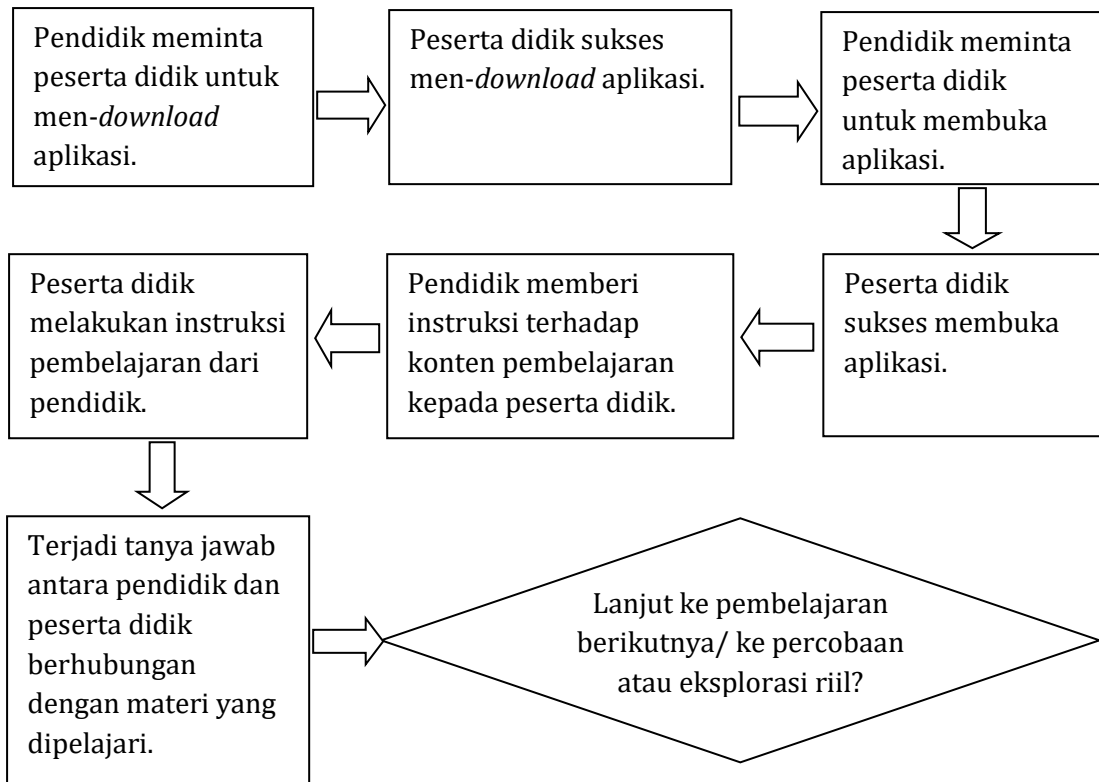 Pendidik meminta
peserta didik untuk
men-download
aplikasi.
Peserta didik sukses
men-download aplikasi.
Pendidik meminta
peserta didik
untuk membuka
aplikasi.
Peserta didik
sukses membuka
aplikasi.
Pendidik memberi
instruksi terhadap
konten pembelajaran
kepada peserta didik.
Peserta didik
melakukan instruksi
pembelajaran dari
pendidik.
Terjadi tanya jawab
antara pendidik dan
peserta didik
berhubungan
dengan materi yang
dipelajari.
Lanjut ke pembelajaran
berikutnya/ ke percobaan
atau eksplorasi riil?